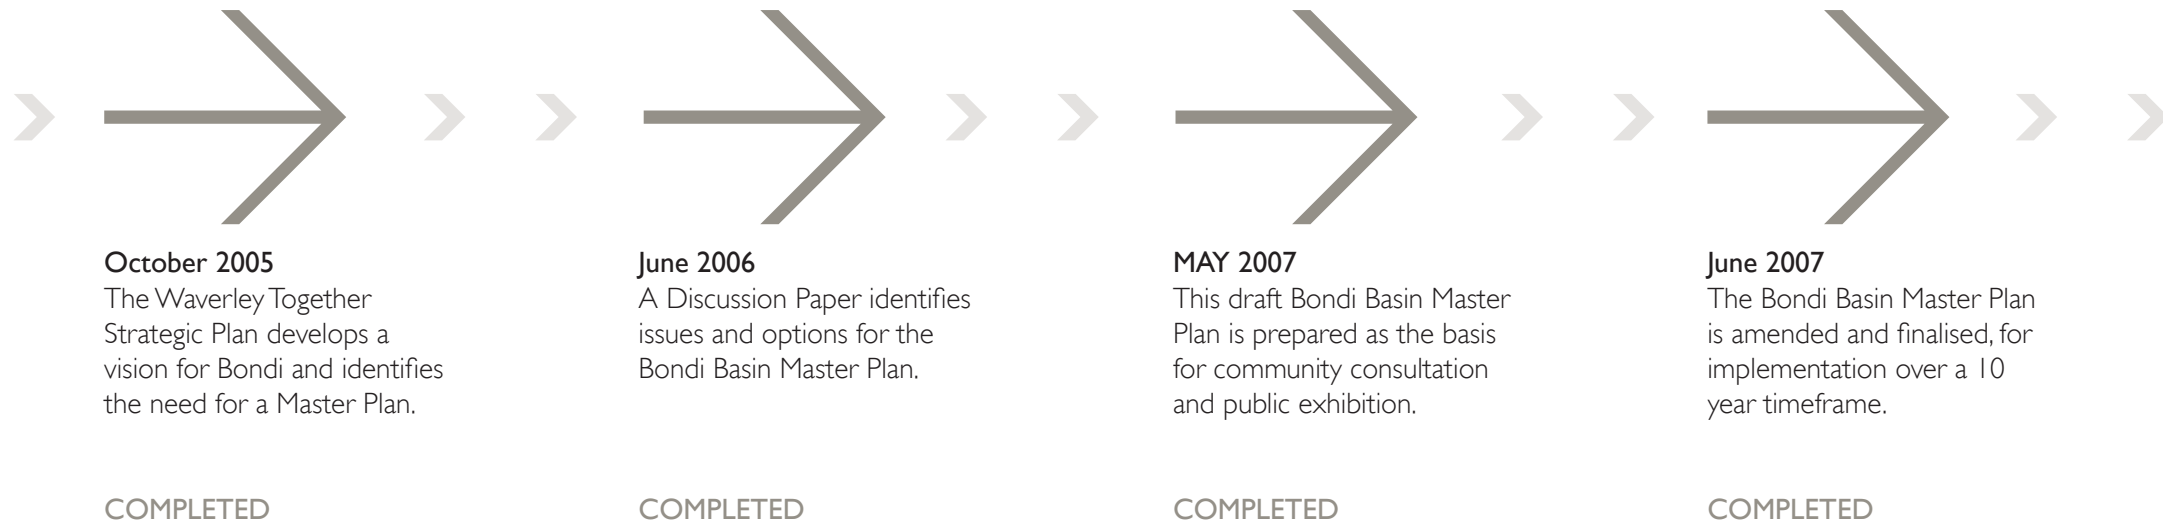 October 2005
The Waverley Together
Strategic Plan develops a
vision for Bondi and identifies
the need for a Master Plan.
COMPLETED
June 2006
A Discussion Paper identifies
issues and options for the
Bondi Basin Master Plan.
COMPLETED
MAY 2007
This draft Bondi Basin Master
Plan is prepared as the basis
for community consultation
and public exhibition.
COMPLETED
June 2007
The Bondi Basin Master Plan
is amended and finalised, for
implementation over a 10
year timeframe.
COMPLETED